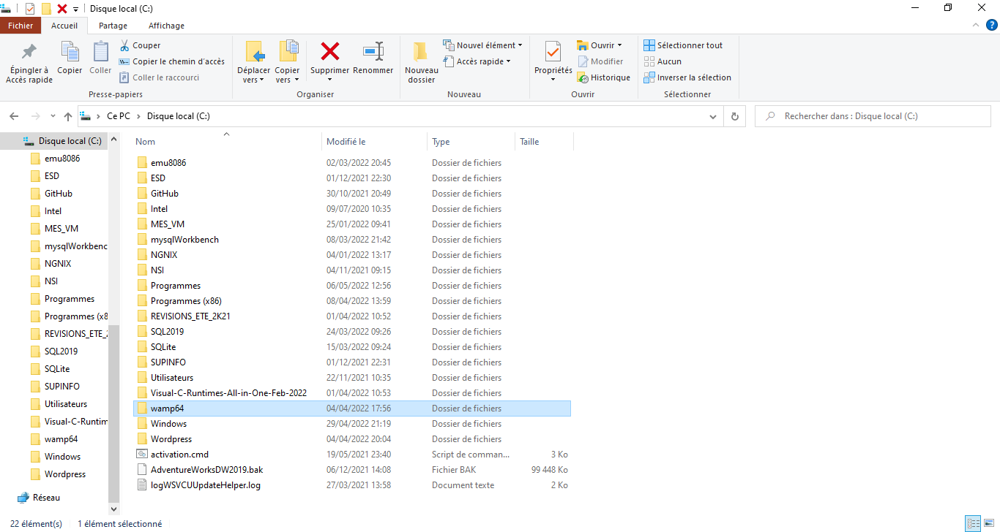 Disque local (C:)
Fichier Accueil Partage Affichage
Épingler à Accès rapide
Copier
Coller
Couper
Copier le chemin d'accès
Coller le raccourci
Presse-papiers
Déplacer vers
Copier vers
Supprimer
Renommer
Organiser
Nouveau dossier
Nouvel élément
Accès rapide
Nouveau
Propriétés
Ouvrir
Modifier
Historique
Ouvrir
Sélectionner tout
Aucun
Inverser la sélection
Sélectionner
Ce PC > Disque local (C:)
Rechercher dans : Disque local (C:)
Disque local (C:)
emu8086
ESD
GitHub
Intel
MES_VM
mysqlWorkbenc
NGNIX
NSI
Programmes
Programmes (x8
REVISIONS_ETE_2
SQL2019
SQLite
SUPINFO
Utilisateurs
Visual-C-Runtim
wamp64
Windows
Wordpress
Réseau
Nom Modifié le Type Taille
emu8086 02/03/2022 20:45 Dossier de fichiers
ESD 01/12/2021 22:30 Dossier de fichiers
GitHub 30/10/2021 20:49 Dossier de fichiers
Intel 09/07/2020 10:35 Dossier de fichiers
MES_VM 25/01/2022 09:41 Dossier de fichiers
mysqlWorkbench 08/03/2022 21:42 Dossier de fichiers
NGNIX 04/01/2022 13:17 Dossier de fichiers
NSI 04/11/2021 09:15 Dossier de fichiers
Programmes 06/05/2022 12:56 Dossier de fichiers
Programmes (x86) 08/04/2022 13:59 Dossier de fichiers
REVISIONS_ETE_2K21 01/04/2022 10:52 Dossier de fichiers
SQL2019 24/03/2022 09:26 Dossier de fichiers
SQLite 15/03/2022 09:24 Dossier de fichiers
SUPINFO 01/12/2021 22:31 Dossier de fichiers
Utilisateurs 22/11/2021 10:35 Dossier de fichiers
Visual-C-Runtimes-All-in-One-Feb-2022 01/04/2022 10:53 Dossier de fichiers
wamp64 04/04/2022 17:56 Dossier de fichiers
Windows 29/04/2022 21:19 Dossier de fichiers
Wordpress 04/04/2022 20:04 Dossier de fichiers
activation.cmd 19/05/2021 23:40 Script de comman... 3 Ko
AdventureWorksDW2019.bak 06/12/2021 14:08 Fichier BAK 99 448 Ko
logWSVCUUpdateHelper.log 27/03/2021 13:58 Document texte 2 Ko
22 élément(s) 1 élément sélectionné